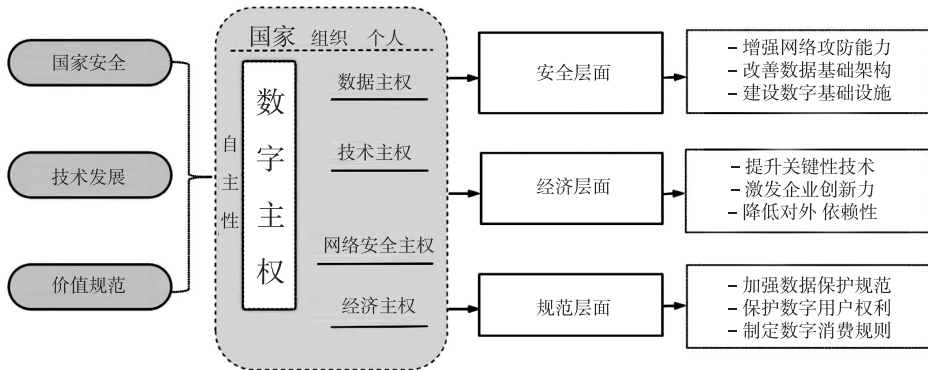 国家安全
技术发展
价值规范
国家 组织 个人
自主性
数字主权
数据主权
技术主权
网络安全主权
经济主权
安全层面
经济层面
规范层面
– 增强网络攻防能力
– 改善数据基础架构
– 建设数字基础设施
– 提升关键性技术
– 激发企业创新力
– 降低对外 依赖性
– 加强数据保护规范
– 保护数字用户权利
– 制定数字消费规则